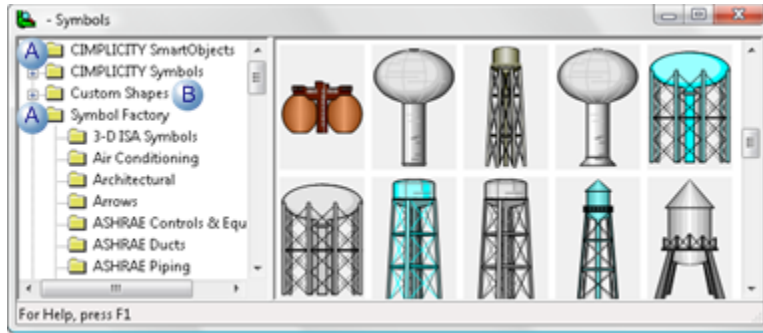 - Symbols
A CIMPLICITY SmartObjects
CIMPLICITY Symbols
Custom Shapes B
A Symbol Factory
3-D ISA Symbols
Air Conditioning
Architectural
Arrows
ASHRAE Controls & Equ
ASHRAE Ducts
ASHRAE Piping
For Help, press F1